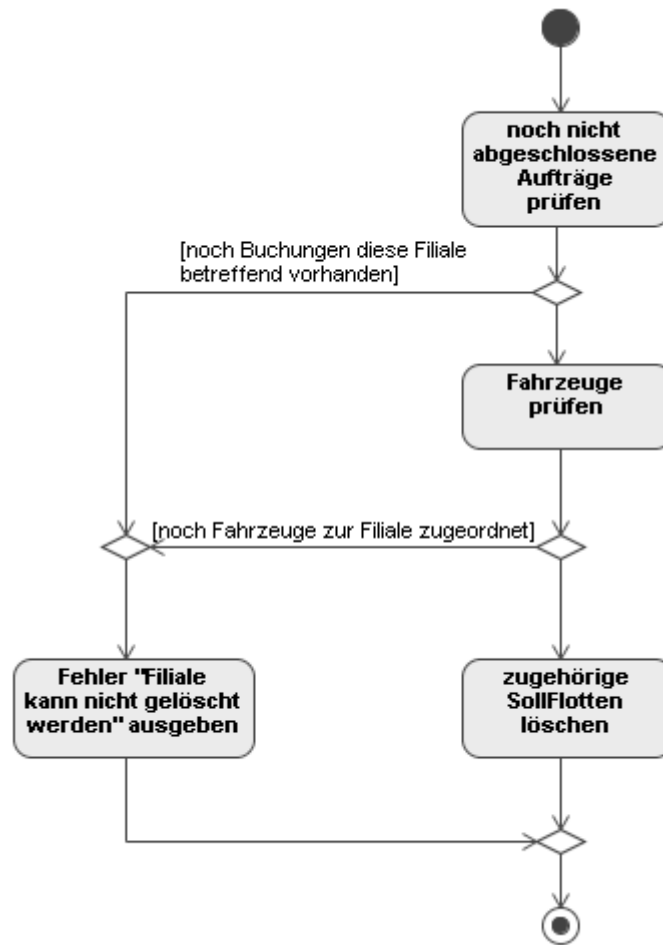 noch nicht
abgeschlossene
Aufträge
prüfen
[noch Buchungen diese Filiale
betreffend vorhanden]
Fahrzeuge
prüfen
[noch Fahrzeuge zur Filiale zugeordnet]
Fehler "Filiale
kann nicht gelöscht
werden" ausgeben
zugehörige
SollFlotten
löschen